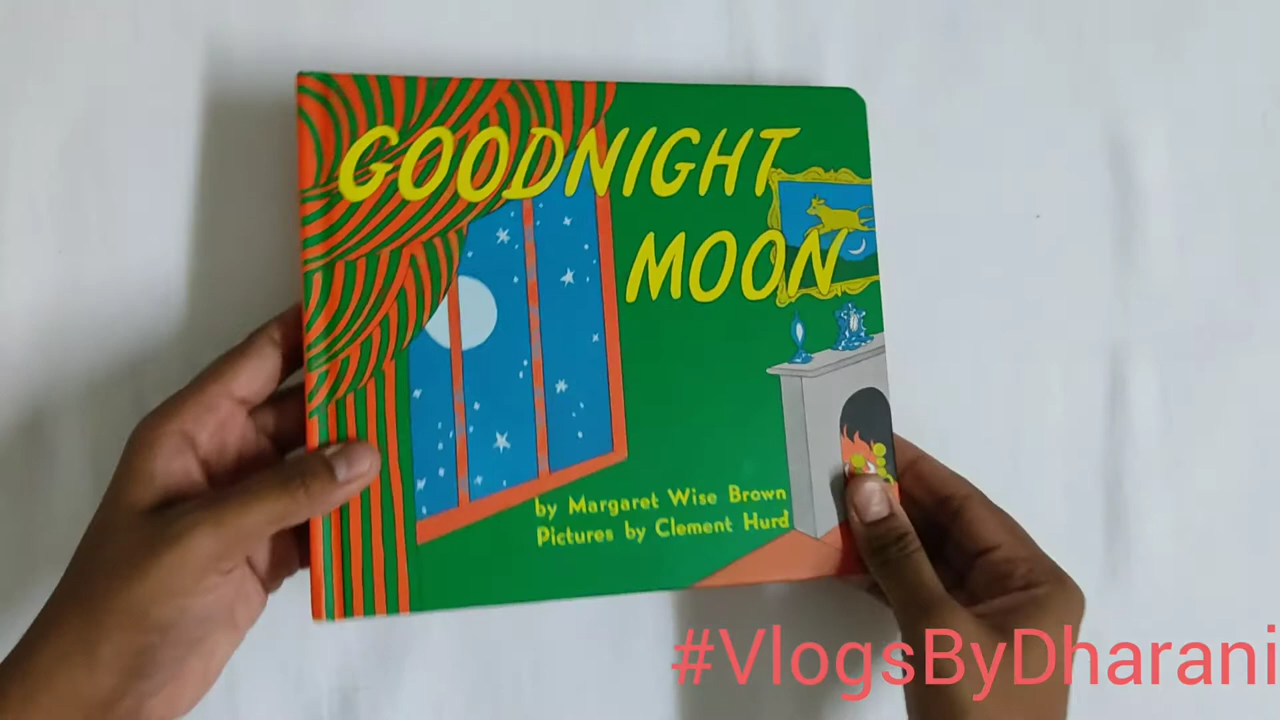 GOODNIGHT
MOON
by Margaret Wise Brown
Pictures by Clement Hurd
#VlogsByDharani